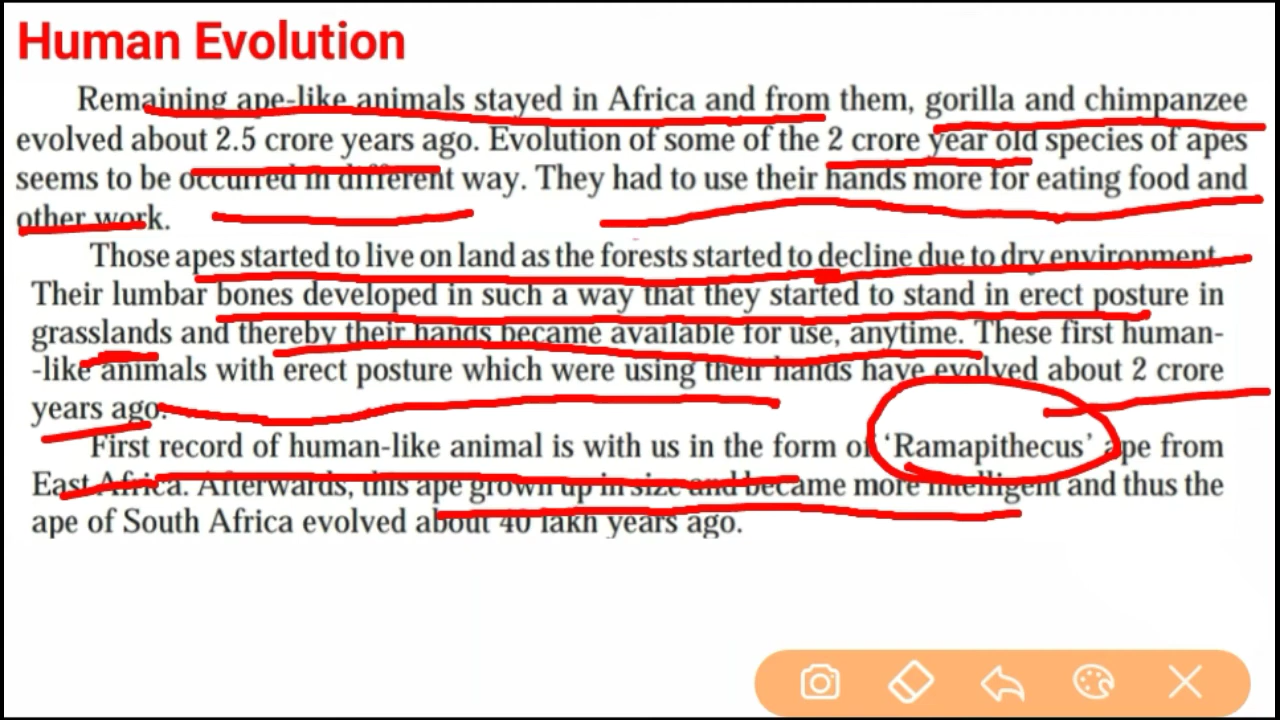 Human Evolution
Remaining ape-like animals stayed in Africa and from them, gorilla and chimpanzee
evolved about 2.5 crore years ago. Evolution of some of the 2 crore year old species of apes
seems to be occurred in different way. They had to use their hands more for eating food and
other work.
Those apes started to live on land as the forests started to decline due to dry environment.
Their lumbar bones developed in such a way that they started to stand in erect posture in
grasslands and thereby their hands became available for use, anytime. These first human-
-like animals with erect posture which were using their hands have evolved about 2 crore
years ago.
First record of human-like animal is with us in the form of ‘Ramapithecus’ ape from
East Africa. Afterwards, this ape grown up in size and became more intelligent and thus the
ape of South Africa evolved about 40 lakh years ago.